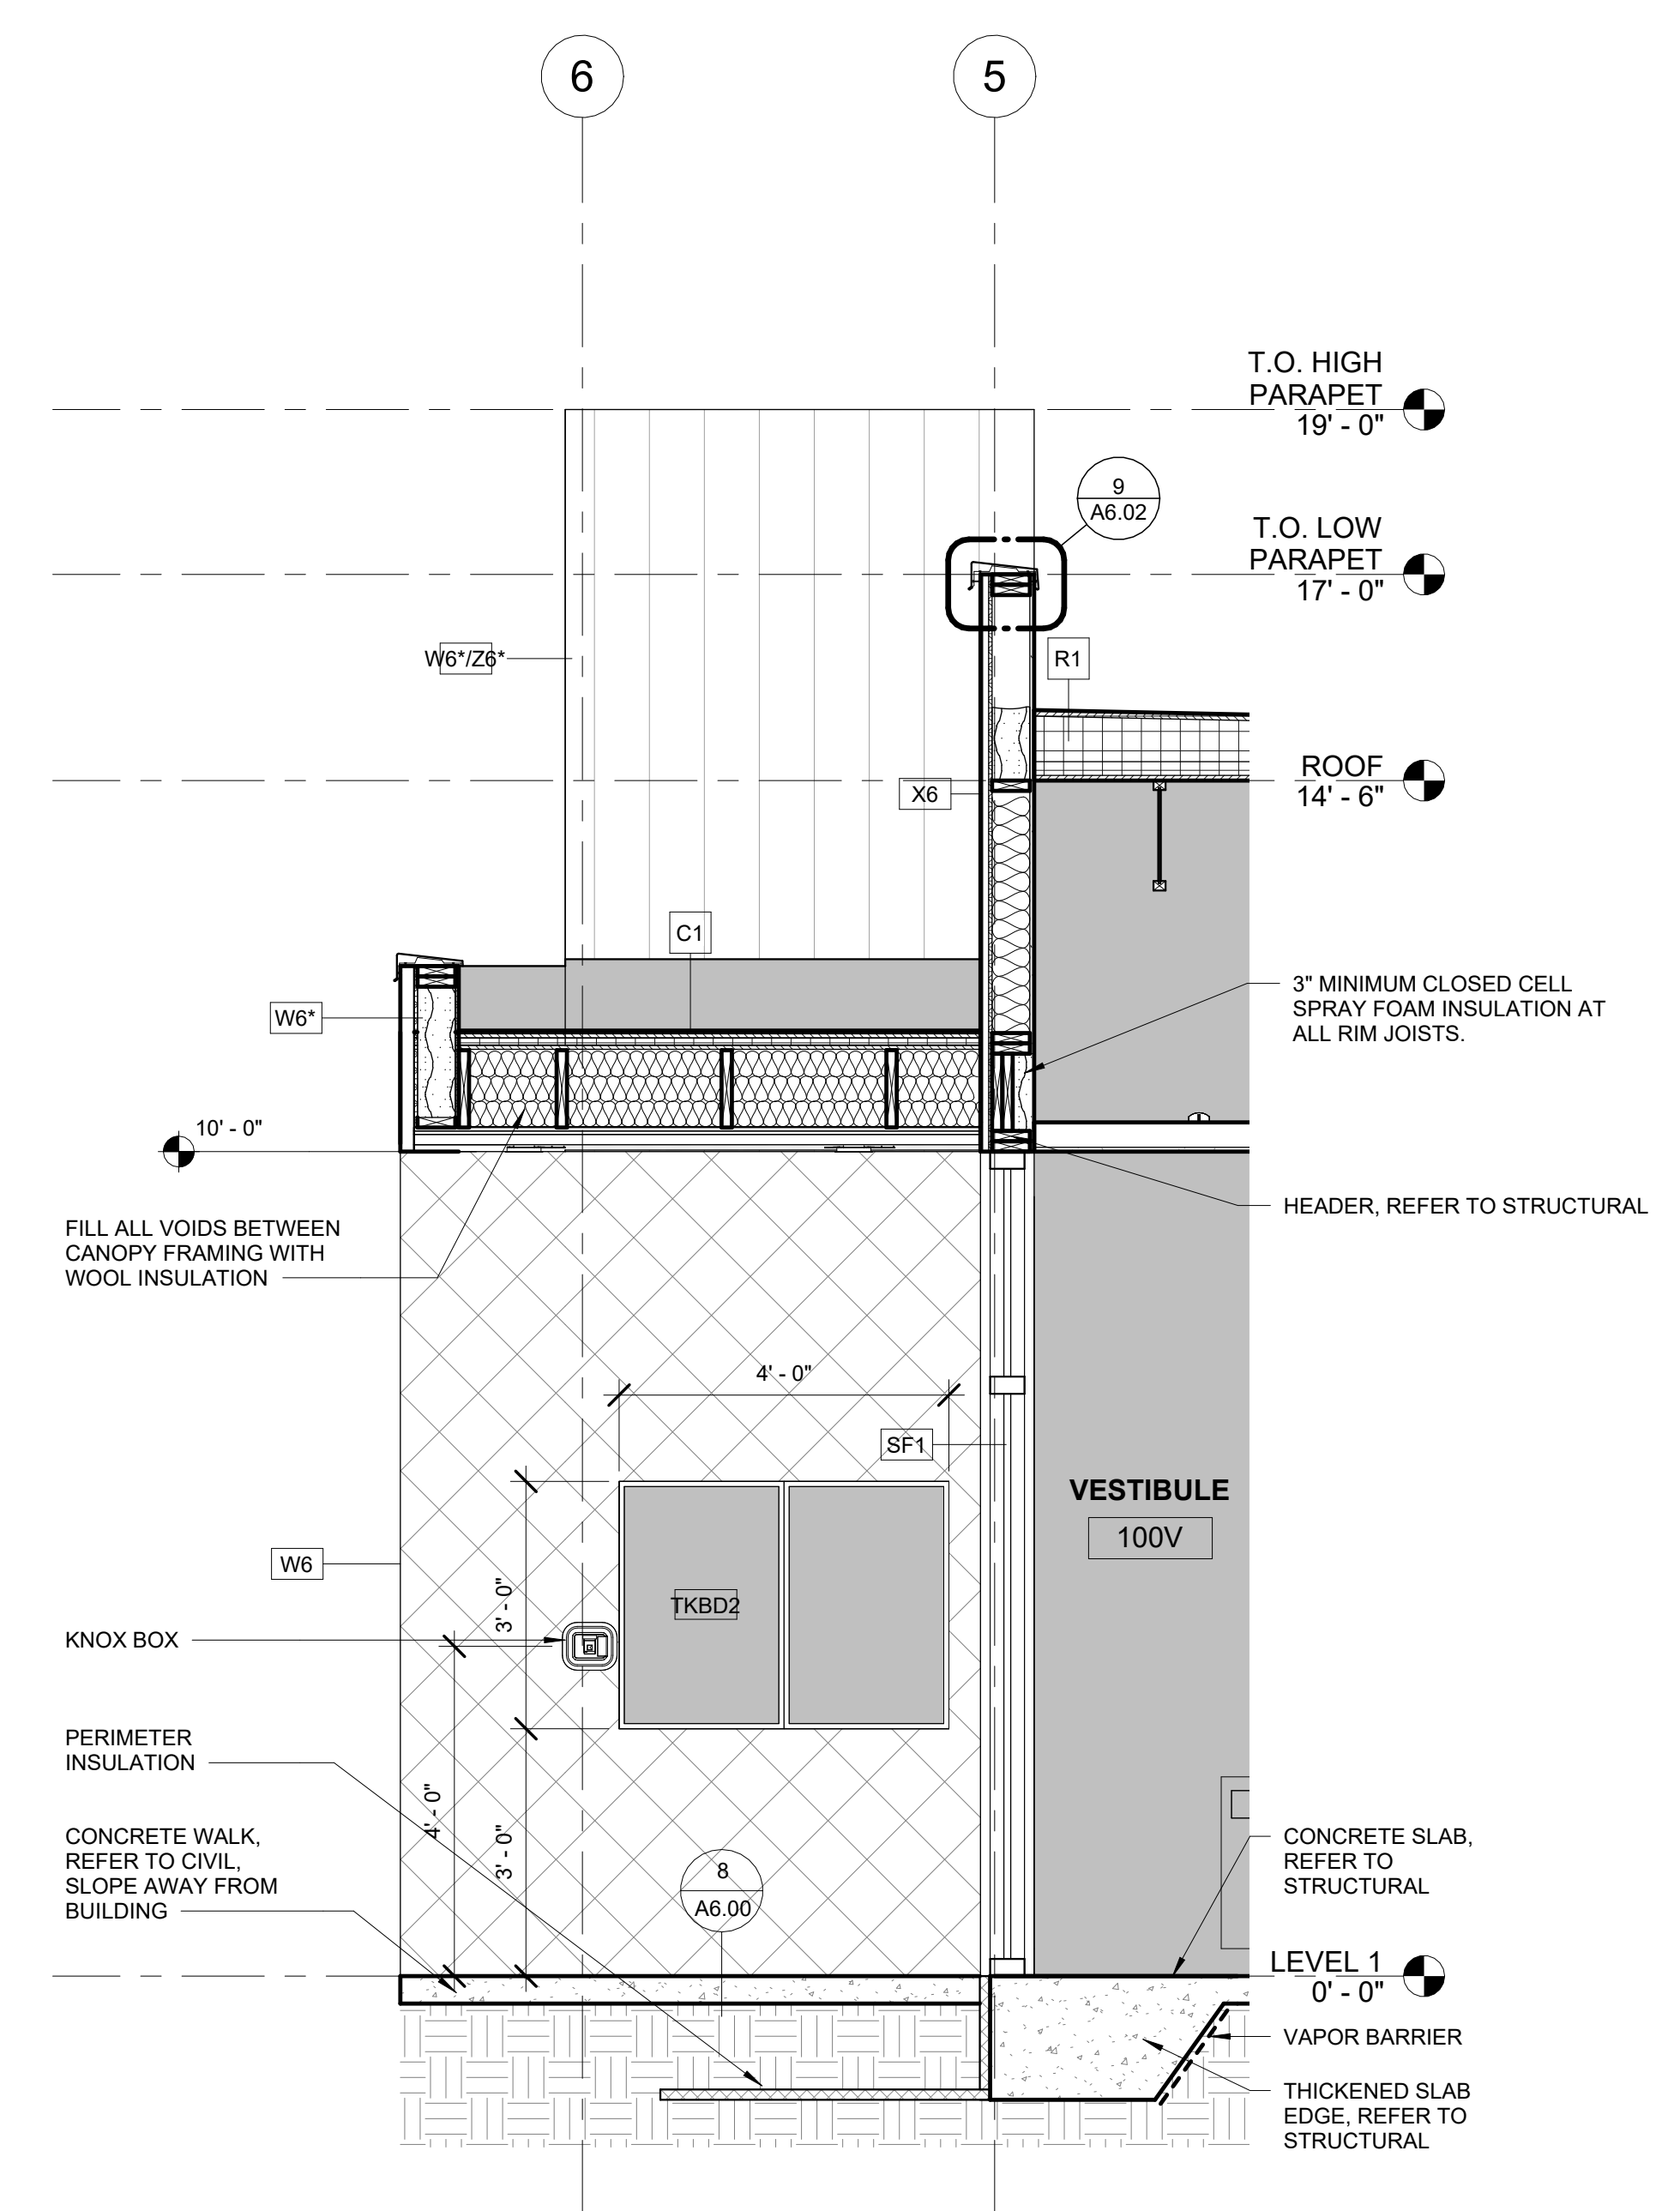 6
5
T.O. HIGH
PARAPET
19' - 0"
9
A6.02
T.O. LOW
PARAPET
17' - 0"
W6*/Z6*
R1
ROOF
14' - 6"
X6
C1
3" MINIMUM CLOSED CELL
SPRAY FOAM INSULATION AT
ALL RIM JOISTS.
W6*
10' - 0"
HEADER, REFER TO STRUCTURAL
FILL ALL VOIDS BETWEEN
CANOPY FRAMING WITH
WOOL INSULATION
4' - 0"
SF1
VESTIBULE
100V
W6
3' - 0"
TKBD2
KNOX BOX
PERIMETER
INSULATION
4' - 0"
3' - 0"
CONCRETE WALK,
REFER TO CIVIL,
SLOPE AWAY FROM
BUILDING
8
A6.00
CONCRETE SLAB,
REFER TO
STRUCTURAL
LEVEL 1
0' - 0"
VAPOR BARRIER
THICKENED SLAB
EDGE, REFER TO
STRUCTURAL